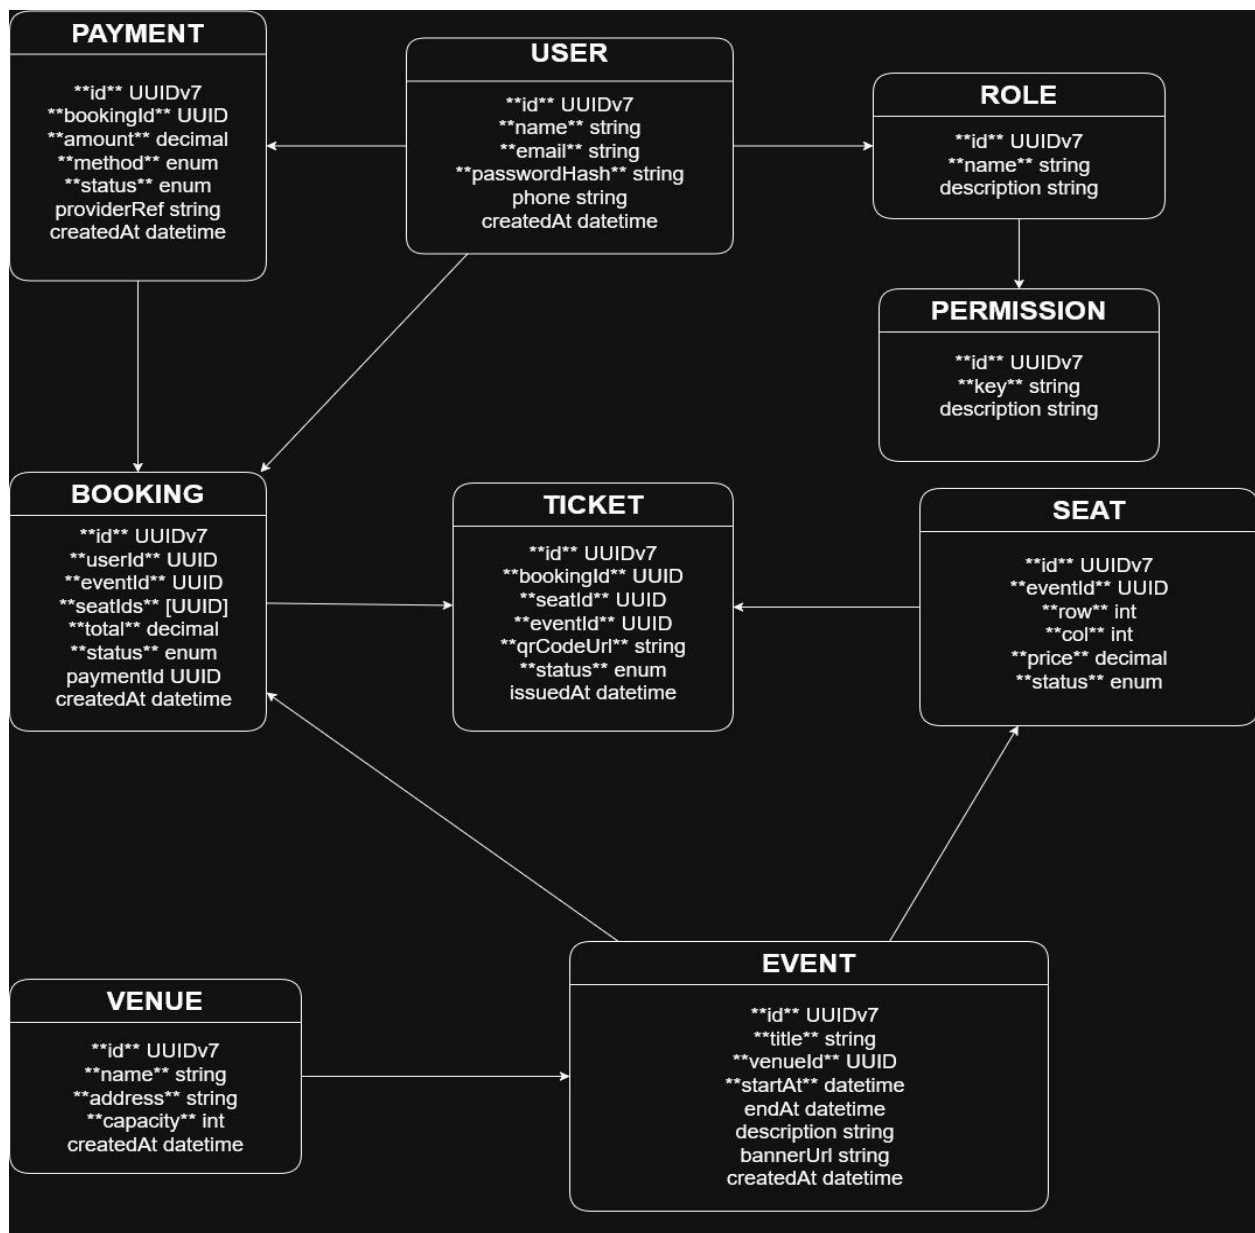 PAYMENT
**id** UUIDv7
**bookingId** UUID
**amount** decimal
**method** enum
**status** enum
providerRef string
createdAt datetime
USER
**id** UUIDv7
**name** string
**email** string
**passwordHash** string
phone string
createdAt datetime
ROLE
**id** UUIDv7
**name** string
description string
PERMISSION
**id** UUIDv7
**key** string
description string
BOOKING
**id** UUIDv7
**userId** UUID
**eventId** UUID
**seatIds** [UUID]
**total** decimal
**status** enum
paymentId UUID
createdAt datetime
TICKET
**id** UUIDv7
**bookingId** UUID
**seatId** UUID
**eventId** UUID
**qrCodeUrl** string
**status** enum
issuedAt datetime
SEAT
**id** UUIDv7
**eventId** UUID
**row** int
**col** int
**price** decimal
**status** enum
VENUE
**id** UUIDv7
**name** string
**address** string
**capacity** int
createdAt datetime
EVENT
**id** UUIDv7
**title** string
**venueId** UUID
**startAt** datetime
endAt datetime
description string
bannerUrl string
createdAt datetime